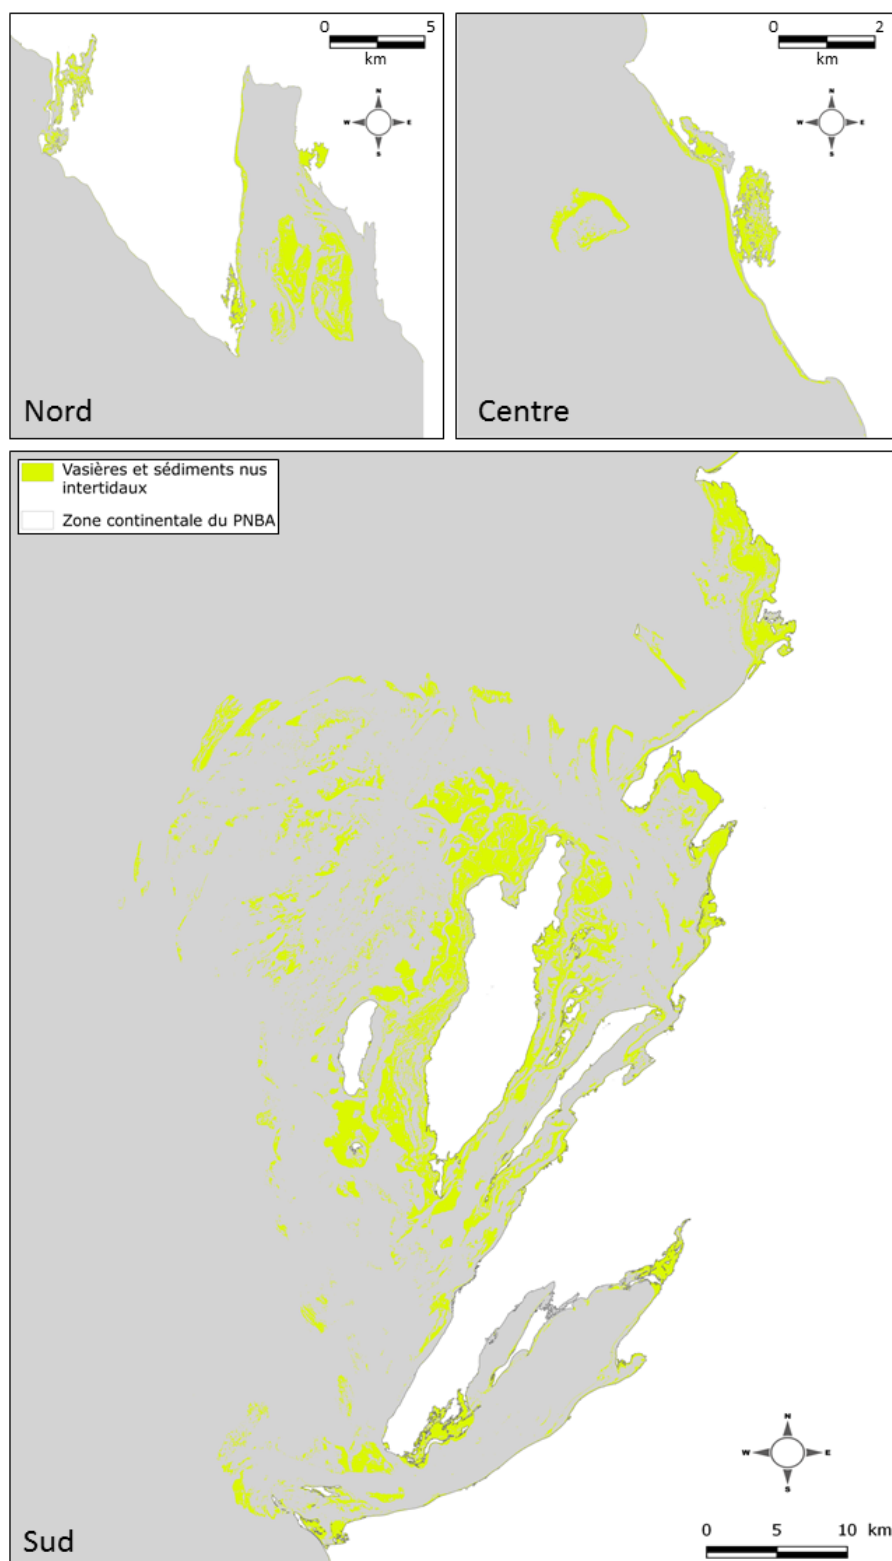 0 5
km
N
W E
S
Nord
0 2
km
N
W E
S
Centre
Vasières et sédiments nus
intertidaux
Zone continentale du PNBA
N
W E
S
Sud
0 5 10 km